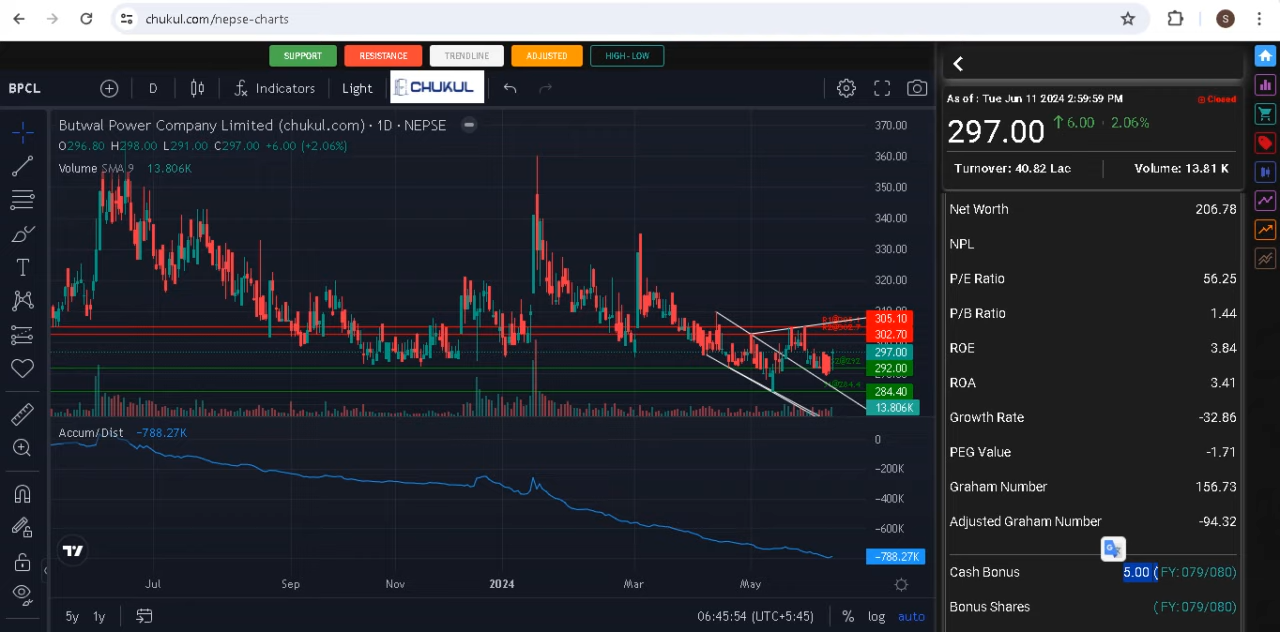 chukul.com/nepse-charts
S
SUPPORT RESISTANCE TRENDLINE ADJUSTED HIGH-LOW
BPCL D Indicators Light CHUKUL
Butwal Power Company Limited (chukul.com) · 1D · NEPSE
O296.80 H298.00 L291.00 C297.00 +6.00 (+2.06%)
Volume SMA 9 13.806K
370.00
360.00
350.00
340.00
330.00
320.00
310.00
305.10
302.70
297.00
292.00
284.40
13.806K
Accum/Dist −788.27K
0
−200K
−400K
−600K
−788.27K
Jul Sep Nov 2024 Mar May
5y 1y 06:45:54 (UTC+5:45) % log auto
As of : Tue Jun 11 2024 2:59:59 PM Closed
297.00 ↑6.00 · 2.06%
Turnover: 40.82 Lac Volume: 13.81 K
Net Worth 206.78
NPL
P/E Ratio 56.25
P/B Ratio 1.44
ROE 3.84
ROA 3.41
Growth Rate -32.86
PEG Value -1.71
Graham Number 156.73
Adjusted Graham Number -94.32
Cash Bonus 5.00 ( FY:079/080)
Bonus Shares ( FY:079/080)